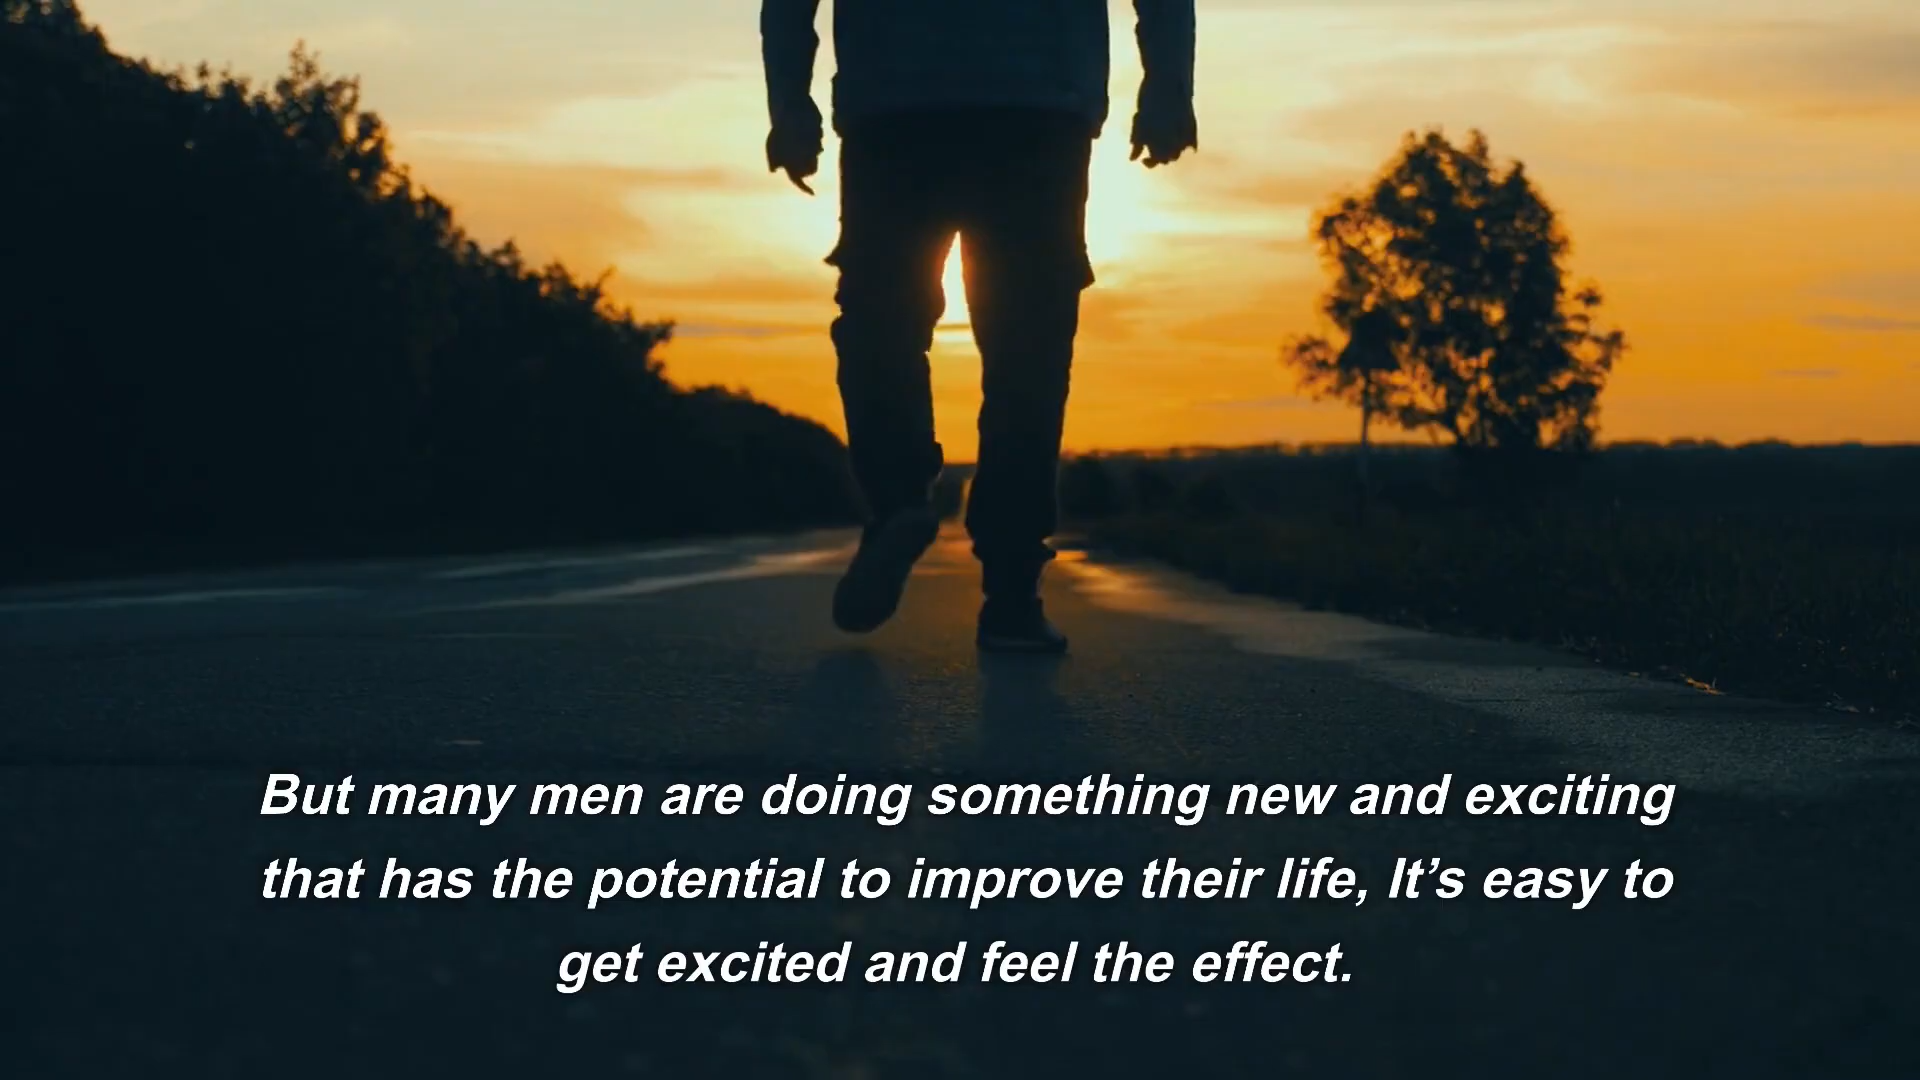 But many men are doing something new and exciting
that has the potential to improve their life, It’s easy to
get excited and feel the effect.